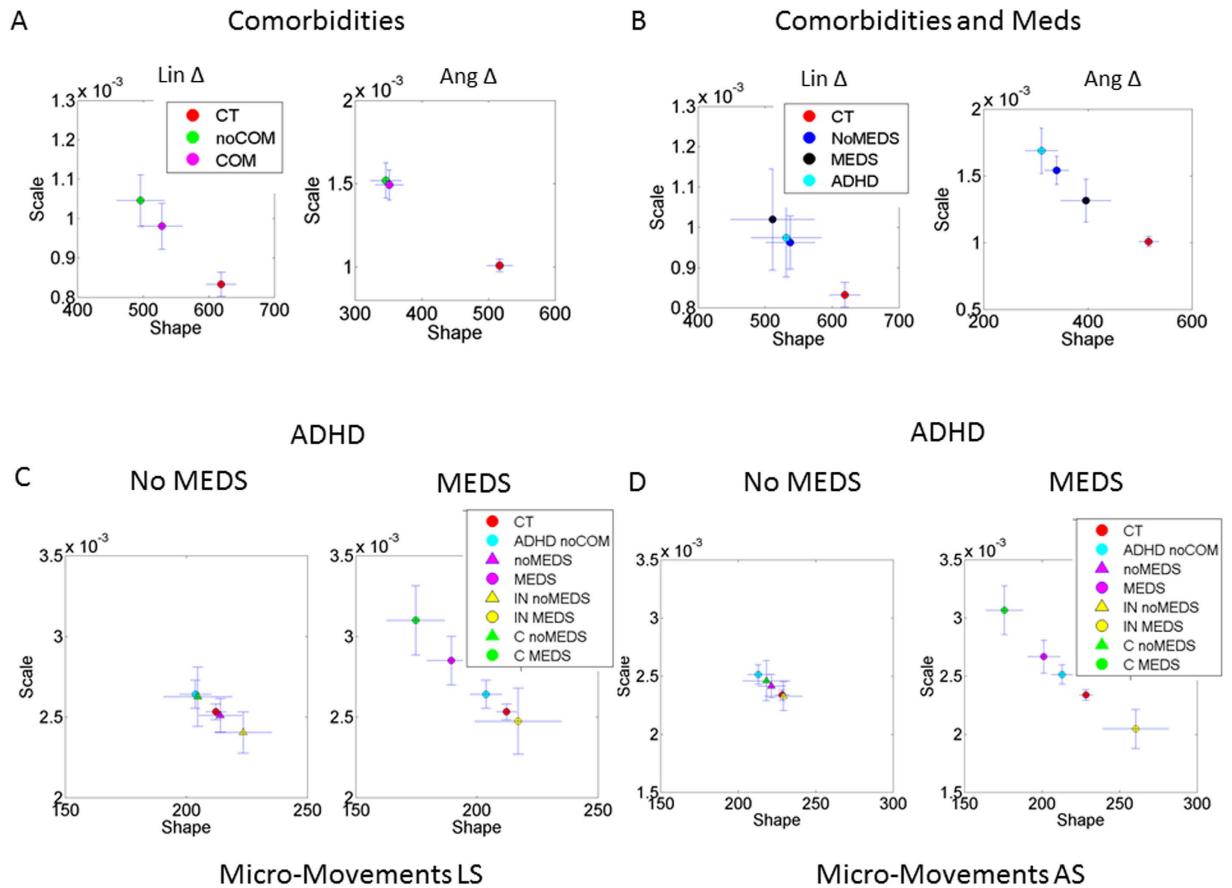 A
Comorbidities
B
Comorbidities and Meds
Lin Δ
x 10⁻³
1.3
1.2
1.1
1
0.9
0.8
Scale
400 500 600 700
Shape
CT
noCOM
COM
Ang Δ
x 10⁻³
2
1.5
1
Scale
300 400 500 600
Shape
Lin Δ
x 10⁻³
1.3
1.2
1.1
1
0.9
0.8
Scale
400 500 600 700
Shape
CT
NoMEDS
MEDS
ADHD
Ang Δ
x 10⁻³
2
1.5
1
0.5
Scale
200 400 600
Shape
ADHD
ADHD
C
No MEDS
MEDS
D
No MEDS
MEDS
x 10⁻³
3.5
3
2.5
2
Scale
150 200 250
Shape
x 10⁻³
3.5
3
2.5
2
Scale
150 200 250
Shape
CT
ADHD noCOM
noMEDS
MEDS
IN noMEDS
IN MEDS
C noMEDS
C MEDS
x 10⁻³
3.5
3
2.5
2
1.5
Scale
150 200 250 300
Shape
x 10⁻³
3.5
3
2.5
2
1.5
Scale
150 200 250 300
Shape
CT
ADHD noCOM
noMEDS
MEDS
IN noMEDS
IN MEDS
C noMEDS
C MEDS
Micro-Movements LS
Micro-Movements AS